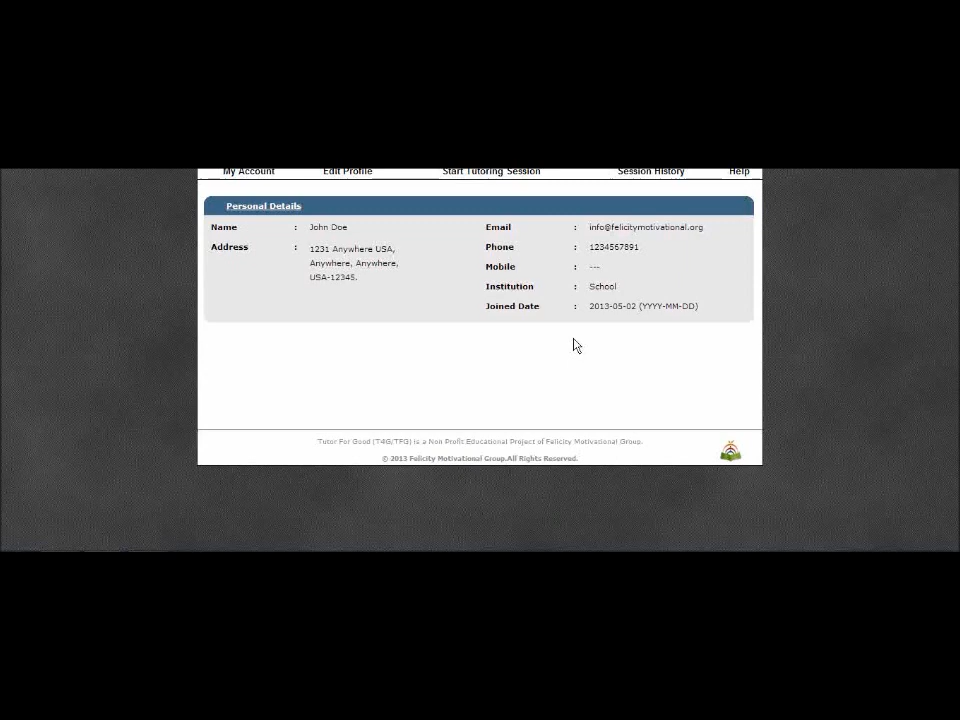 My Account Edit Profile Start Tutoring Session Session History Help
Personal Details
Name : John Doe
Address : 1231 Anywhere USA,
Anywhere, Anywhere,
USA-12345.
Email : info@felicitymotivational.org
Phone : 1234567891
Mobile : ---
Institution : School
Joined Date : 2013-05-02 (YYYY-MM-DD)
Tutor For Good (T4G/TFG) is a Non Profit Educational Project of Felicity Motivational Group.
© 2013 Felicity Motivational Group.All Rights Reserved.